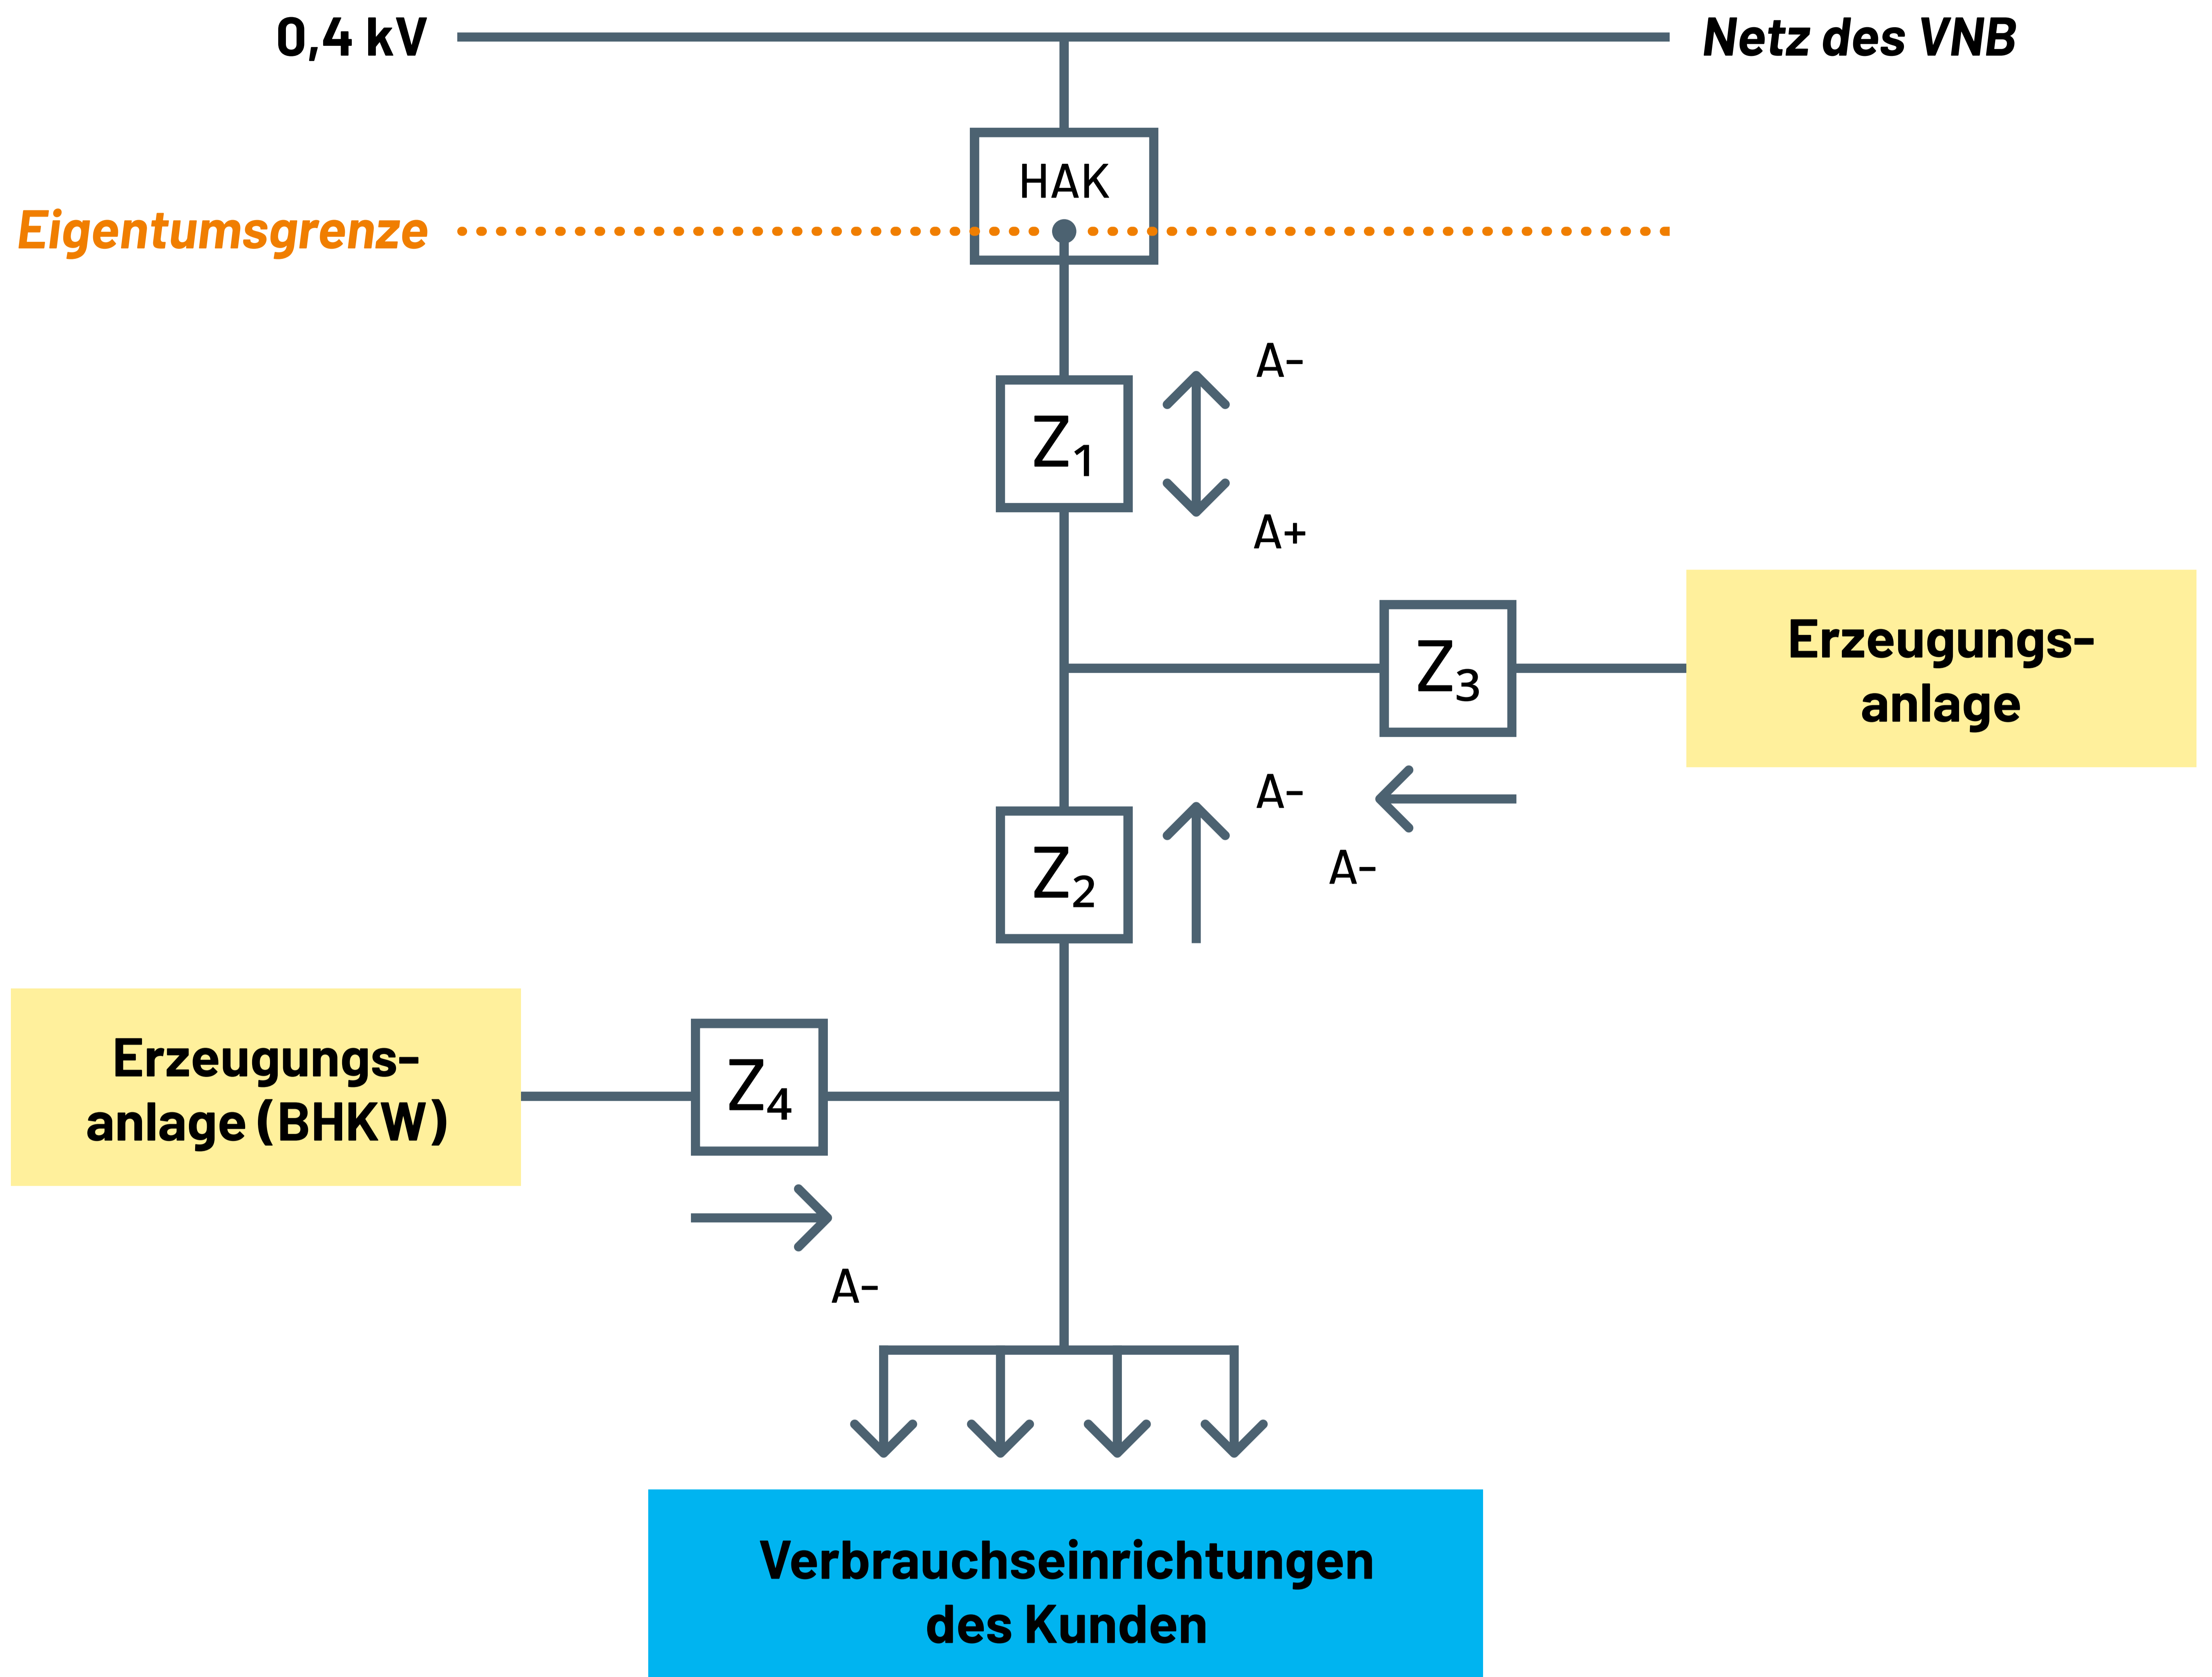 0,4 kV
Netz des VNB
HAK
Eigentumsgrenze
A-
Z₁
A+
Erzeugungs-
anlage
Z₃
A-
A-
Z₂
Erzeugungs-
anlage (BHKW)
Z₄
A-
Verbrauchseinrichtungen
des Kunden